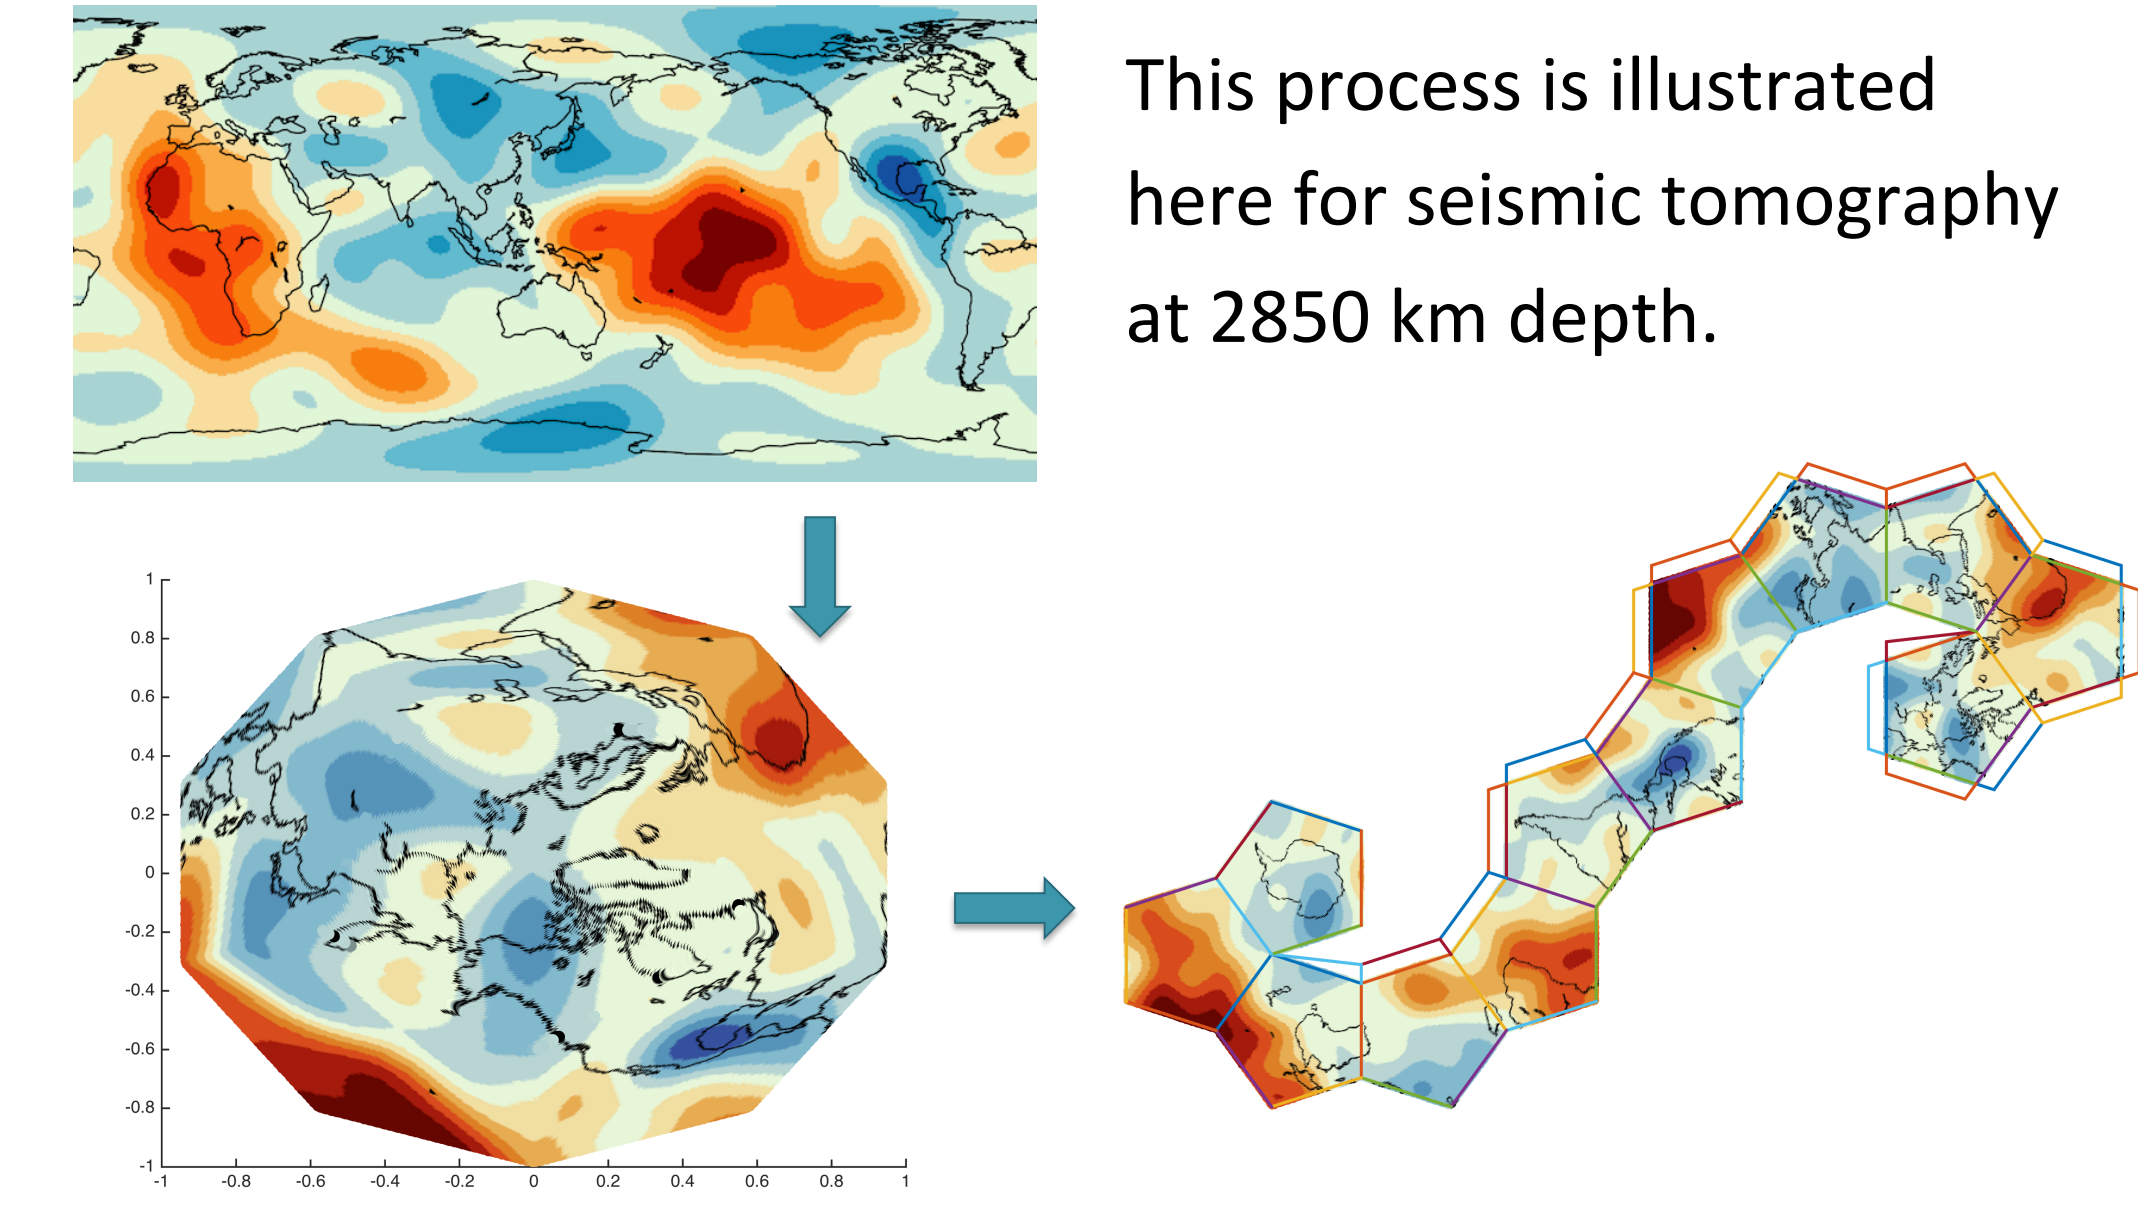 This process is illustrated
here for seismic tomography
at 2850 km depth.
1
0.8
0.6
0.4
0.2
0
-0.2
-0.4
-0.6
-0.8
-1
-1 -0.8 -0.6 -0.4 -0.2 0 0.2 0.4 0.6 0.8 1